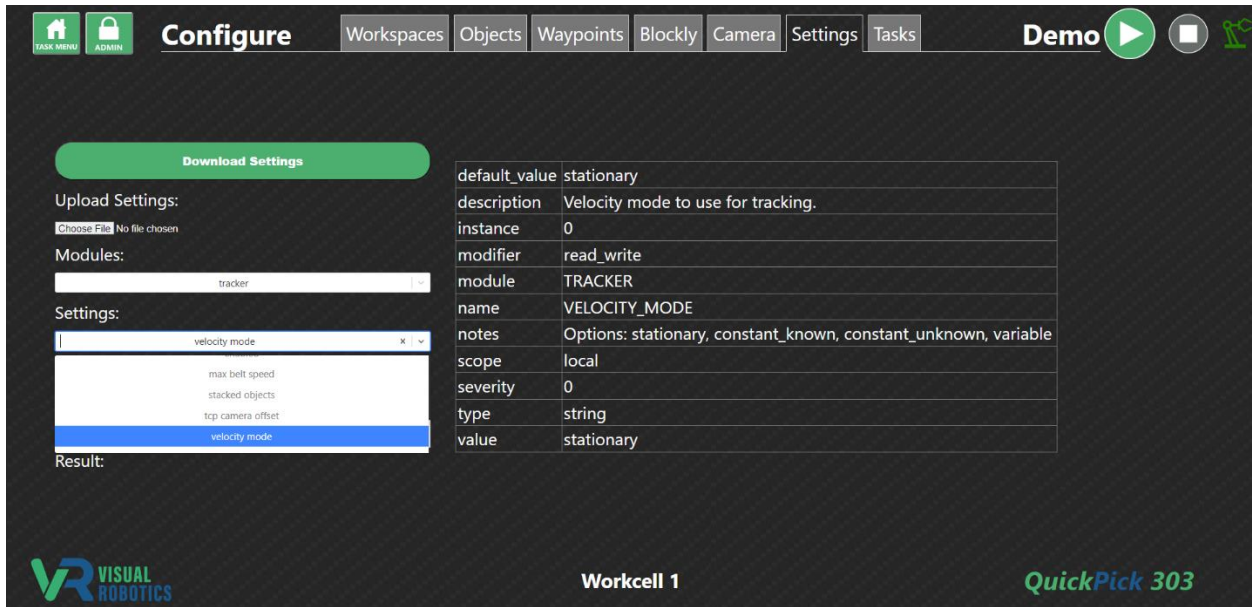 TASK MENU
ADMIN
Configure
Workspaces
Objects
Waypoints
Blockly
Camera
Settings
Tasks
Demo
Download Settings
Upload Settings:
Choose File No file chosen
Modules:
tracker
Settings:
velocity mode
max belt speed
stacked objects
tcp camera offset
velocity mode
Result:
default_value stationary
description Velocity mode to use for tracking.
instance 0
modifier read_write
module TRACKER
name VELOCITY_MODE
notes Options: stationary, constant_known, constant_unknown, variable
scope local
severity 0
type string
value stationary
VR VISUAL
ROBOTICS
Workcell 1
QuickPick 303